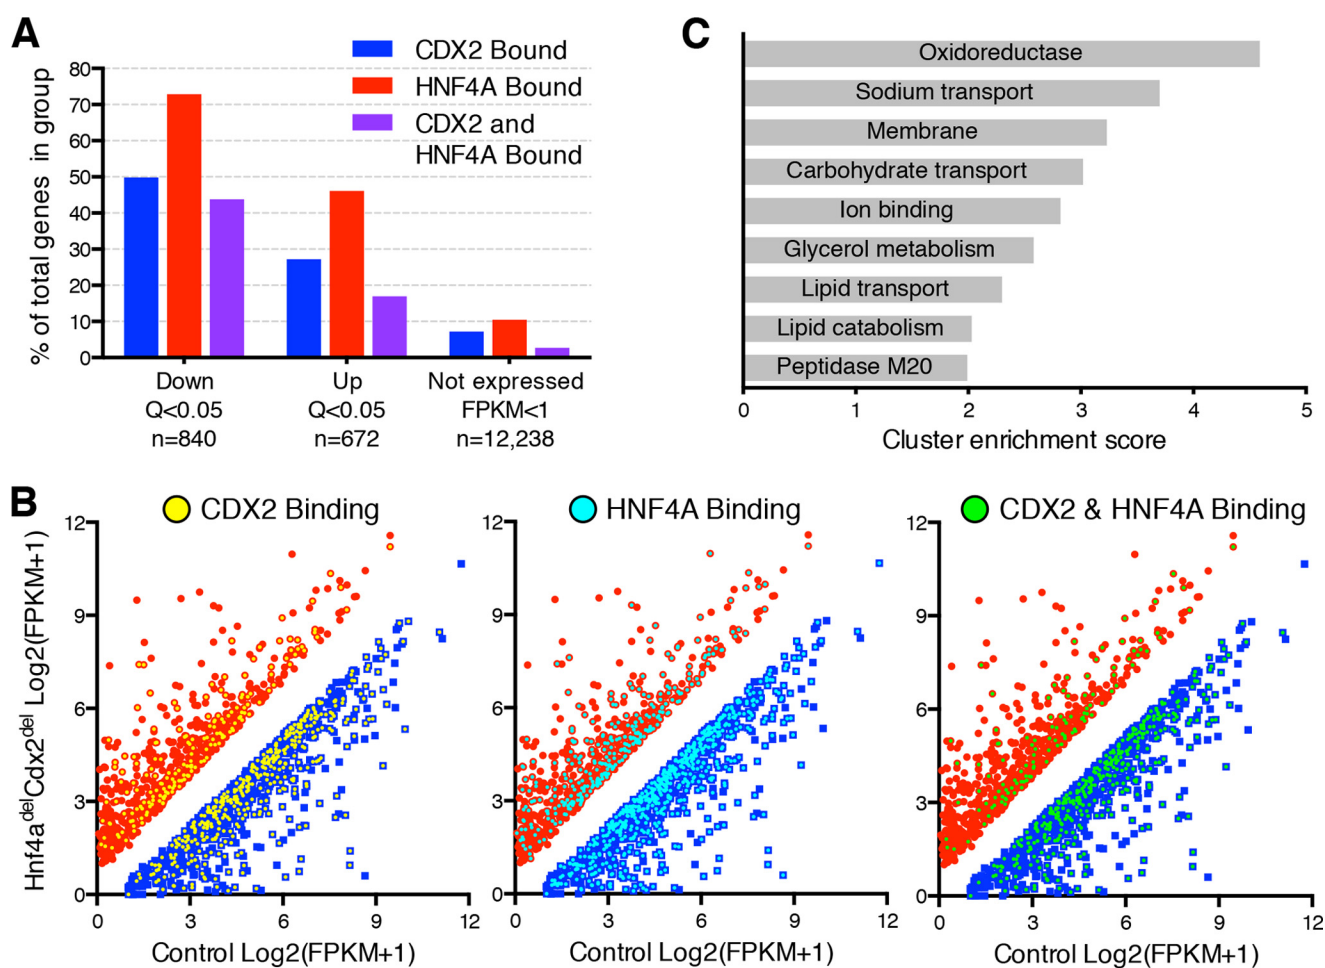 A
CDX2 Bound
HNF4A Bound
CDX2 and
HNF4A Bound
% of total genes in group
80
70
60
50
40
30
20
10
0
Down
Q<0.05
n=840
Up
Q<0.05
n=672
Not expressed
FPKM<1
n=12,238
C
Oxidoreductase
Sodium transport
Membrane
Carbohydrate transport
Ion binding
Glycerol metabolism
Lipid transport
Lipid catabolism
Peptidase M20
0 1 2 3 4 5
Cluster enrichment score
B
Hnf4a^del Cdx2^del Log2(FPKM+1)
CDX2 Binding
12
9
6
3
0
0 3 6 9 12
Control Log2(FPKM+1)
HNF4A Binding
12
9
6
3
0
0 3 6 9 12
Control Log2(FPKM+1)
CDX2 & HNF4A Binding
12
9
6
3
0
0 3 6 9 12
Control Log2(FPKM+1)